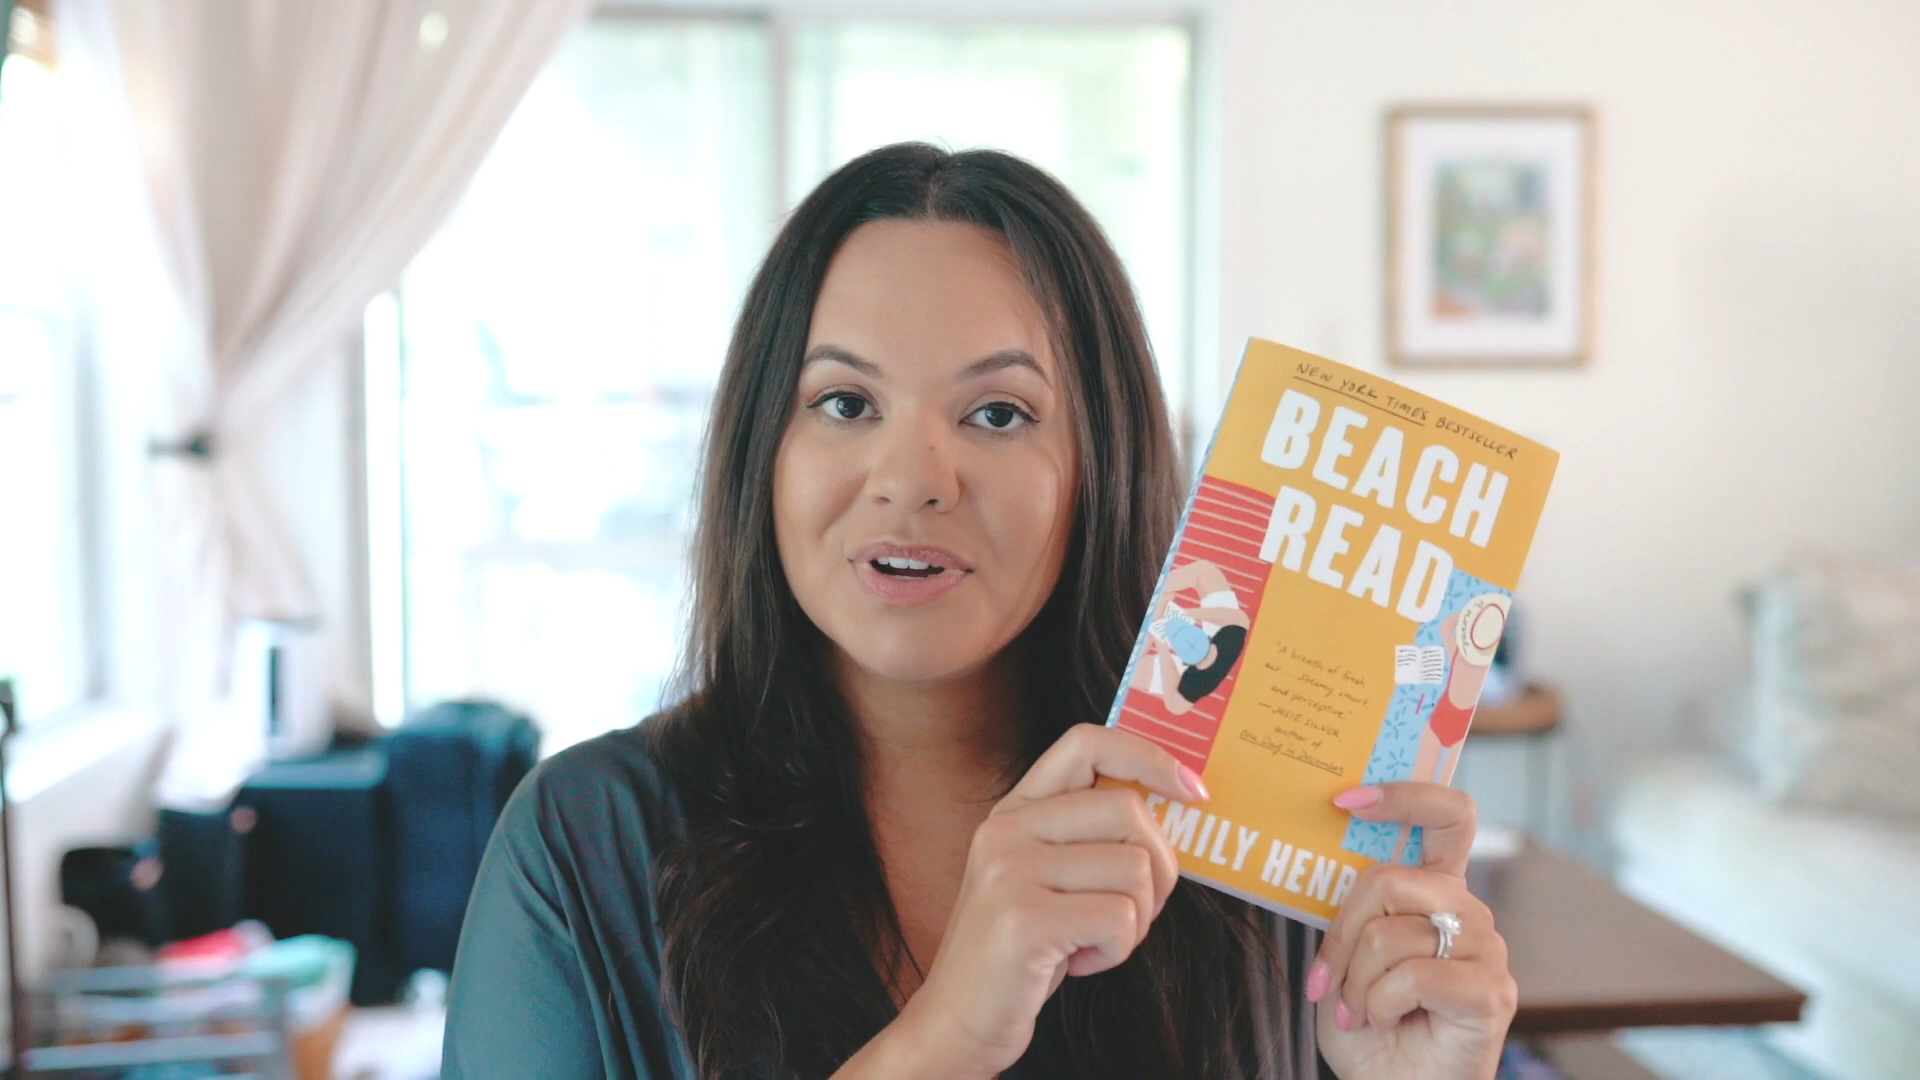 NEW YORK TIMES BESTSELLER
BEACH
READ
a novel
"A breath of fresh
air.... Steamy, smart
and perceptive."
—JOSIE SILVER,
author of
One Day in December
EMILY HENR